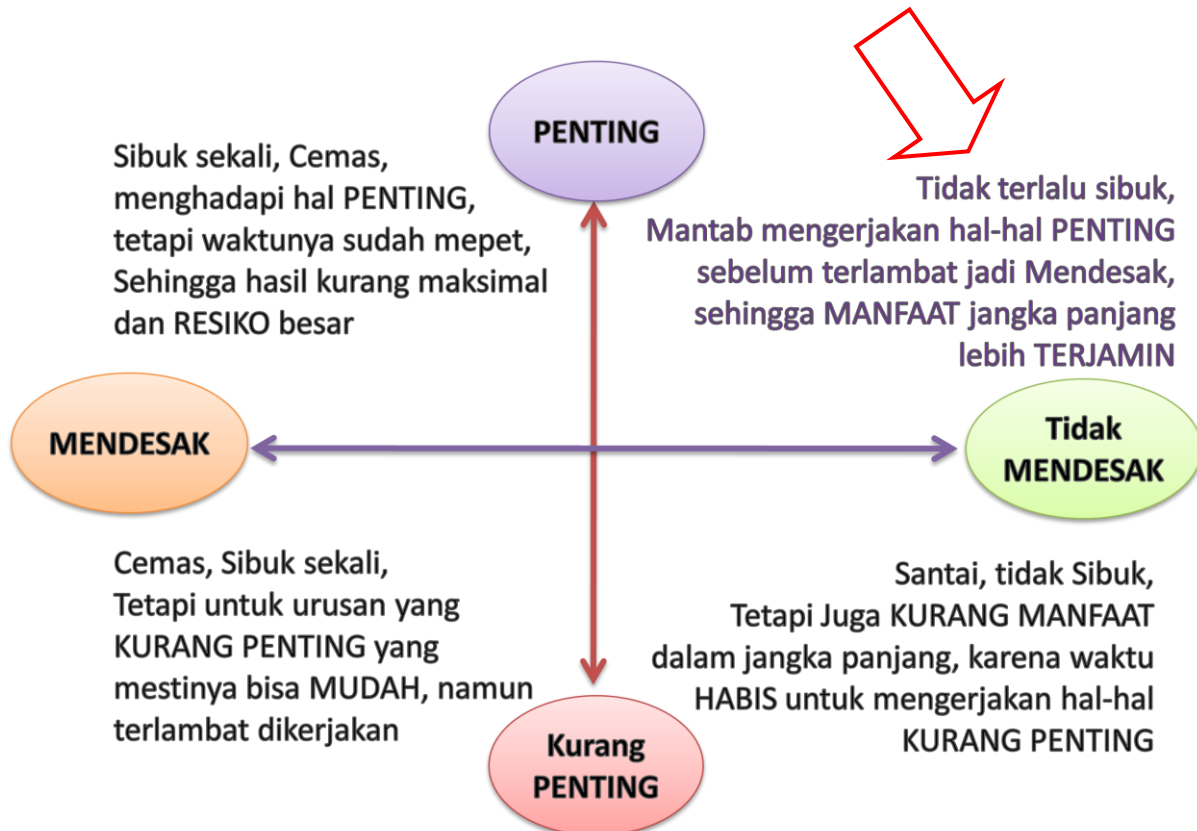 PENTING
Sibuk sekali, Cemas,
menghadapi hal PENTING,
tetapi waktunya sudah mepet,
Sehingga hasil kurang maksimal
dan RESIKO besar
Tidak terlalu sibuk,
Mantab mengerjakan hal-hal PENTING
sebelum terlambat jadi Mendesak,
sehingga MANFAAT jangka panjang
lebih TERJAMIN
MENDESAK
Tidak
MENDESAK
Cemas, Sibuk sekali,
Tetapi untuk urusan yang
KURANG PENTING yang
mestinya bisa MUDAH, namun
terlambat dikerjakan
Santai, tidak Sibuk,
Tetapi Juga KURANG MANFAAT
dalam jangka panjang, karena waktu
HABIS untuk mengerjakan hal-hal
KURANG PENTING
Kurang
PENTING